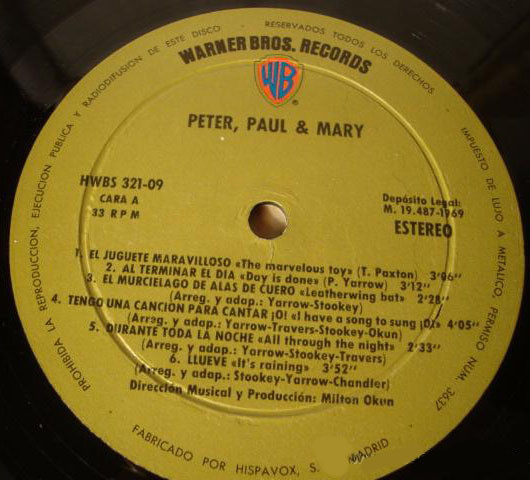 RESERVADOS TODOS LOS DERECHOS
IMPUESTO DE LUJO A METALICO, PERMISO NUM. 3637
PROHIBIDA LA REPRODUCCION, EJECUCION PUBLICA Y RADIODIFUSION DE ESTE DISCO
WARNER BROS. RECORDS
WB
PETER, PAUL & MARY
HWBS 321-09
CARA A
33 RPM
Depósito Legal:
M. 19.487-1969
ESTEREO
1. EL JUGUETE MARAVILLOSO «The marvelous toy» (T. Paxton) 3'06"
2. AL TERMINAR EL DIA «Day is done» (P. Yarrow) 3'12"
3. EL MURCIELAGO DE ALAS DE CUERO «Leatherwing bat» 2'28"
(Arreg. y adap.: Yarrow-Stookey)
4. TENGO UNA CANCION PARA CANTAR ¡O! «I have a song to sung ¡O!» 4'05"
(Arreg. y adap.: Yarrow-Travers-Stookey-Okun)
5. DURANTE TODA LA NOCHE «All through the night» 2'33"
(Arreg. y adap.: Yarrow-Stookey-Travers)
6. LLUEVE «It's raining» 3'52"
(Arreg. y adap.: Stookey-Yarrow-Chandler)
Dirección Musical y Producción: Milton Okun
FABRICADO POR HISPAVOX, S. MADRID